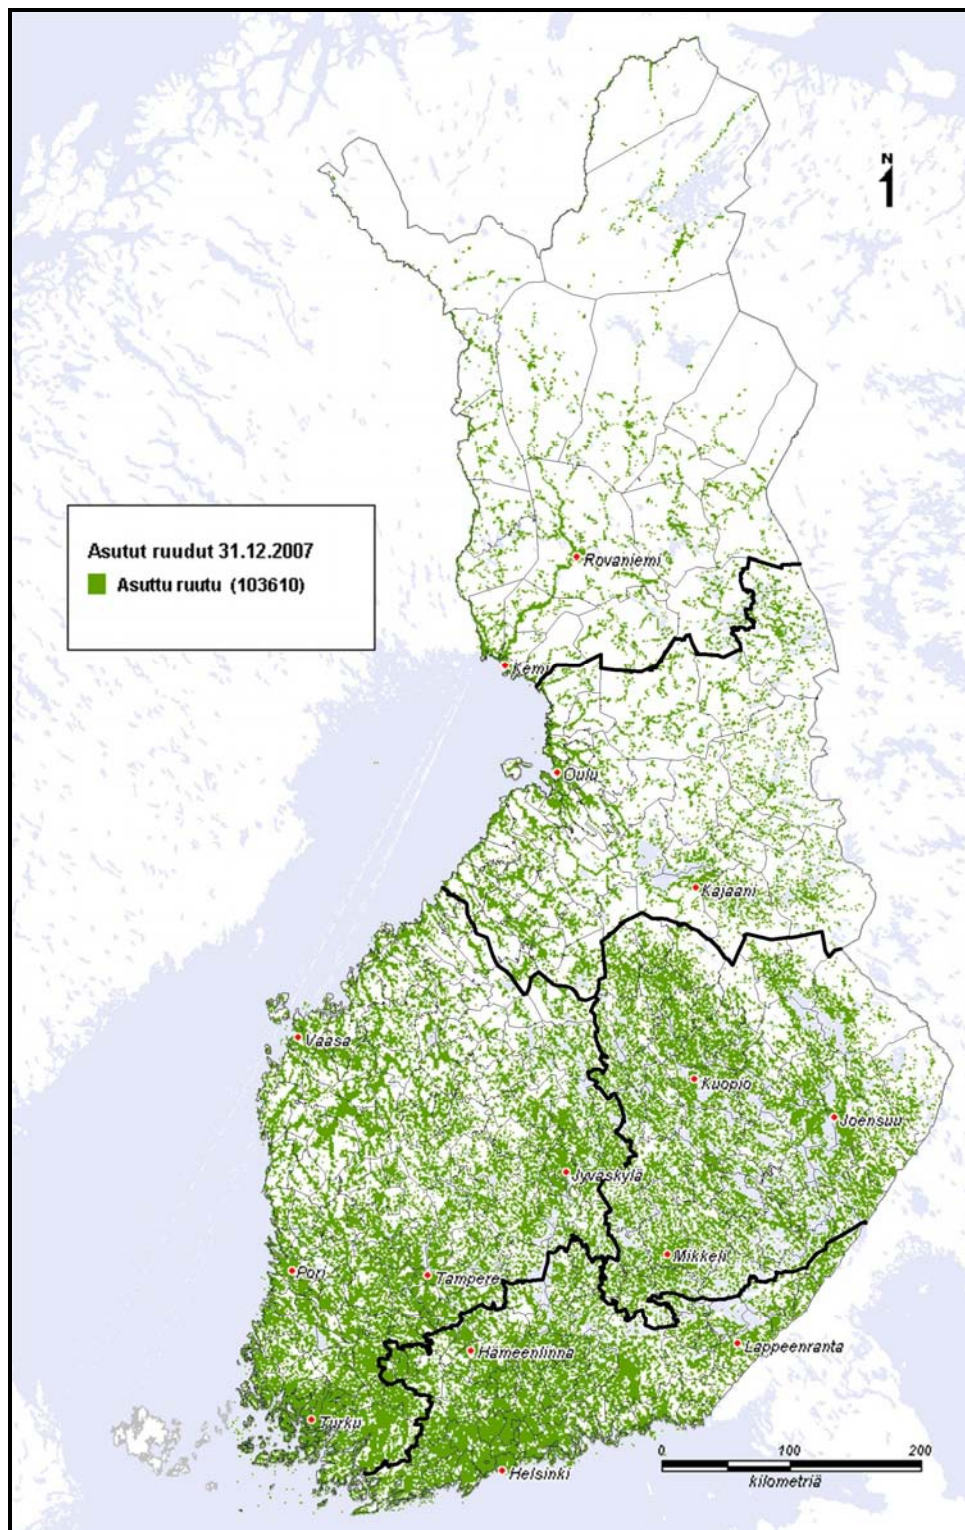 N
Asutut ruudut 31.12.2007
Asuttu ruutu (103610)
Rovaniemi
Kemi
Oulu
Kajaani
Vaasa
Kuopio
Joensuu
Jyväskylä
Mikkeli
Pori
Tampere
Hämeenlinna
Lappeenranta
Turku
Helsinki
0 100 200
kilometriä